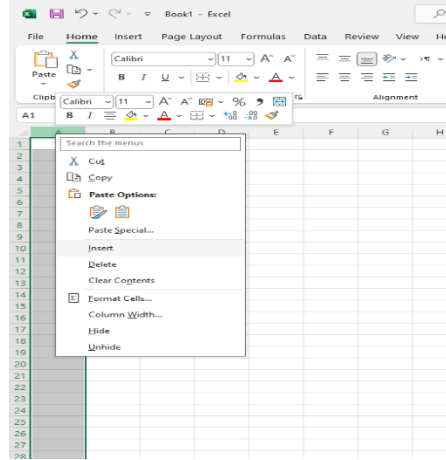 Book1 - Excel
File Home Insert Page Layout Formulas Data Review View
Paste
Calibri 11 A A
B I U A
Alignment
Calibri 11 A A % 9
B I A
A1
A B C D E F G H
1
Search the menus
2
Cut
3
Copy
4
Paste Options:
5
6
7
Paste Special...
8
9
Insert
10
Delete
11
12
Clear Contents
13
Format Cells...
14
15
Column Width...
16
17
Hide
18
Unhide
19
20
21
22
23
24
25
26
27
28